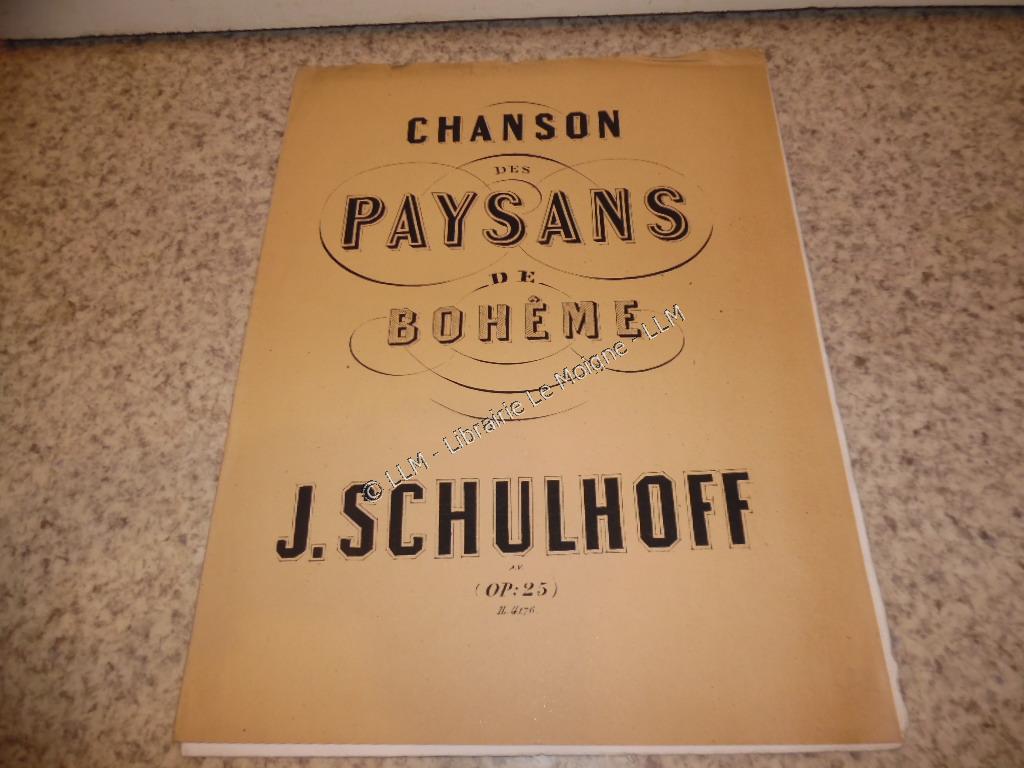 CHANSON
DES
PAYSANS
DE
BOHÊME
© LLM - Librairie Le Moigne - LLM
J. SCHULHOFF
A.V.
(OP: 25)